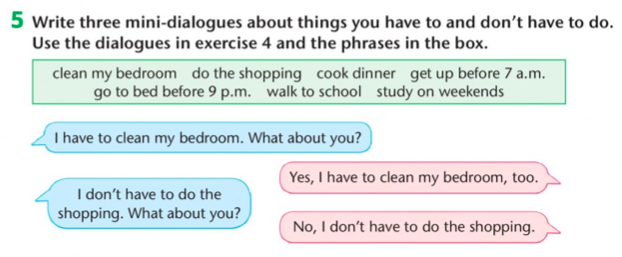 5 Write three mini-dialogues about things you have to and don't have to do.
Use the dialogues in exercise 4 and the phrases in the box.
clean my bedroom do the shopping cook dinner get up before 7 a.m.
go to bed before 9 p.m. walk to school study on weekends
I have to clean my bedroom. What about you?
Yes, I have to clean my bedroom, too.
I don't have to do the
shopping. What about you?
No, I don't have to do the shopping.